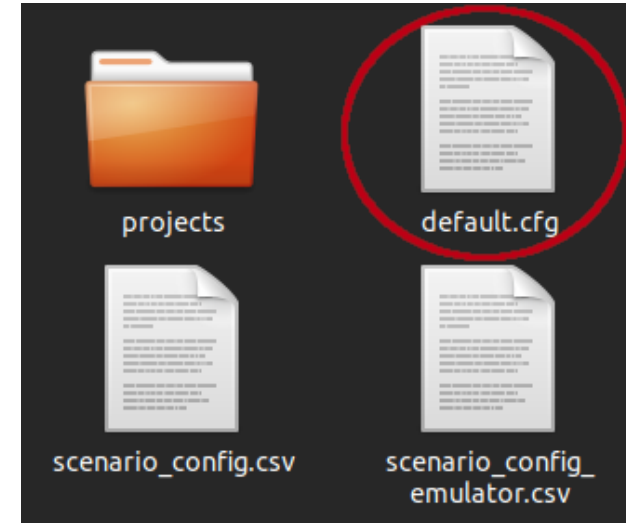 projects
default.cfg
scenario_config.csv
scenario_config_
emulator.csv